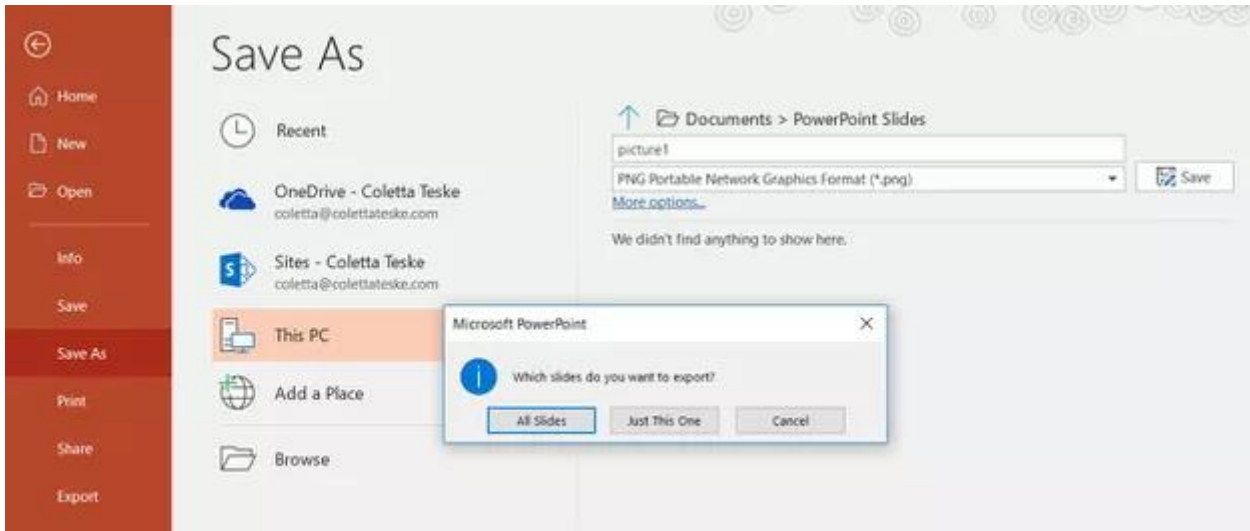 Save As
Home
New
Open
Info
Save
Save As
Print
Share
Export
Recent
OneDrive - Coletta Teske
coletta@colettateske.com
Sites - Coletta Teske
coletta@colettateske.com
This PC
Add a Place
Browse
Documents > PowerPoint Slides
picture1
PNG Portable Network Graphics Format (*.png)
Save
More options...
We didn't find anything to show here.
Microsoft PowerPoint
Which slides do you want to export?
All Slides
Just This One
Cancel